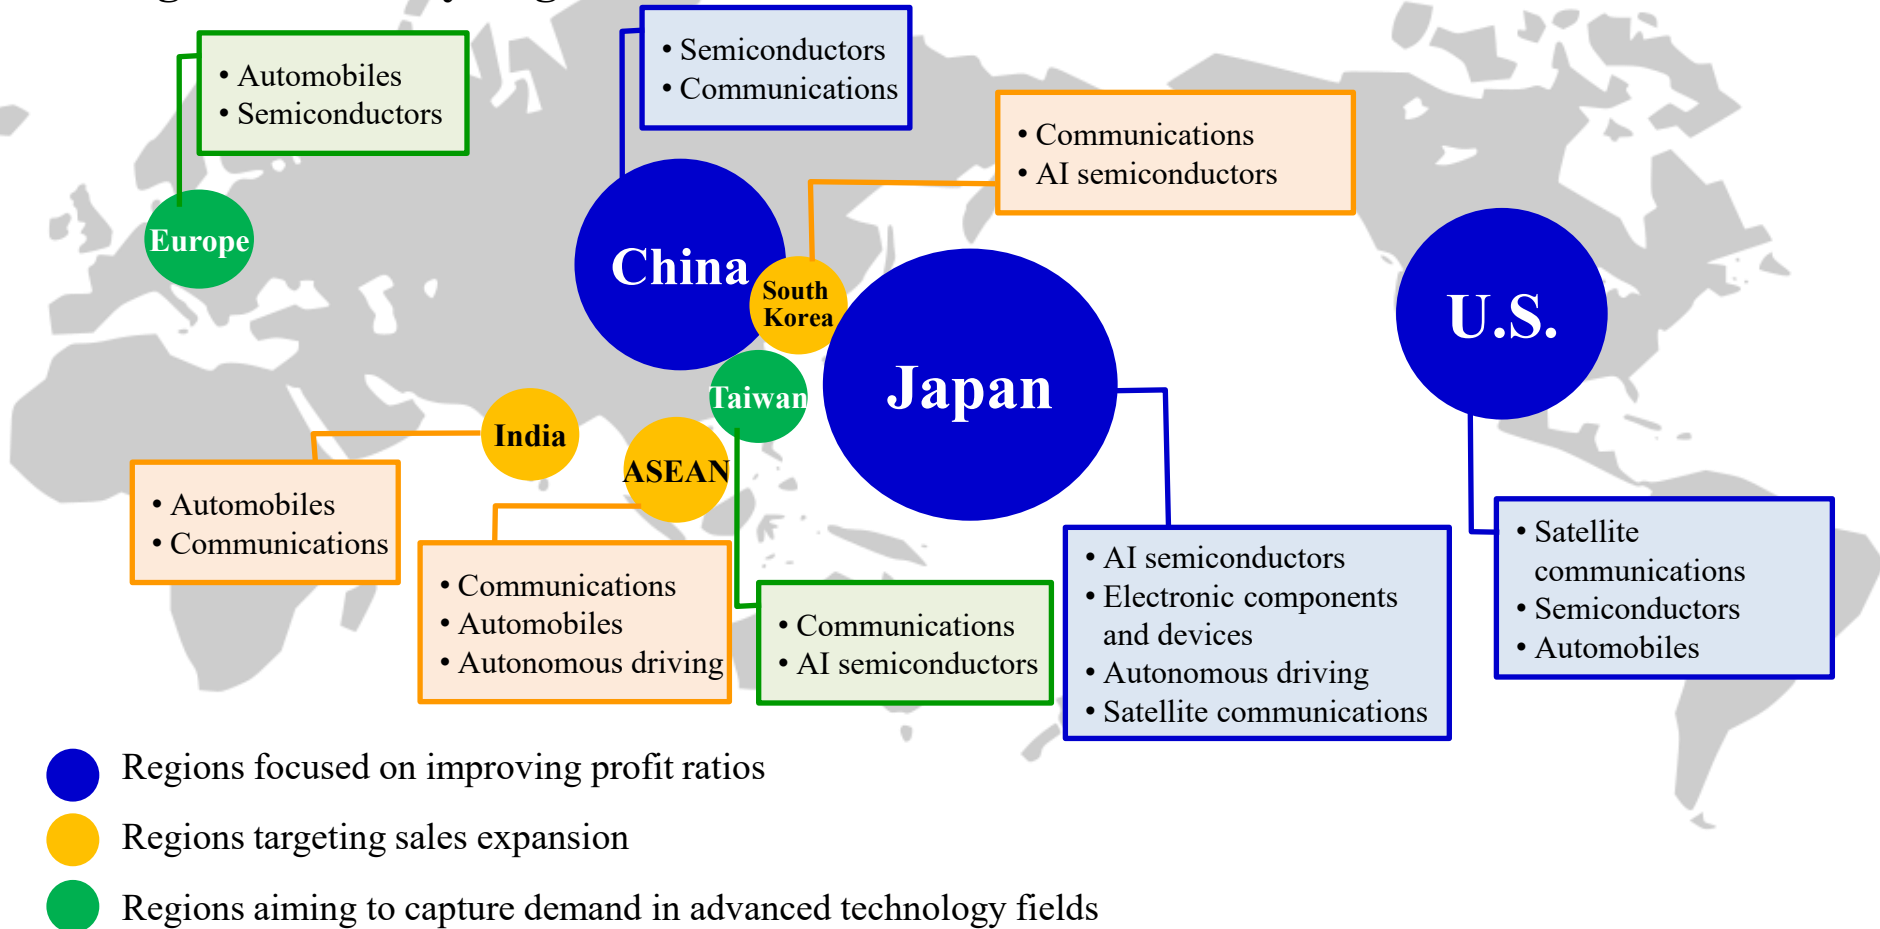 • Automobiles
• Semiconductors
Europe
• Semiconductors
• Communications
China
• Communications
• AI semiconductors
South
Korea
Japan
• AI semiconductors
• Electronic components
and devices
• Autonomous driving
• Satellite communications
U.S.
• Satellite
communications
• Semiconductors
• Automobiles
Taiwan
• Communications
• AI semiconductors
India
• Automobiles
• Communications
ASEAN
• Communications
• Automobiles
• Autonomous driving
Regions focused on improving profit ratios
Regions targeting sales expansion
Regions aiming to capture demand in advanced technology fields